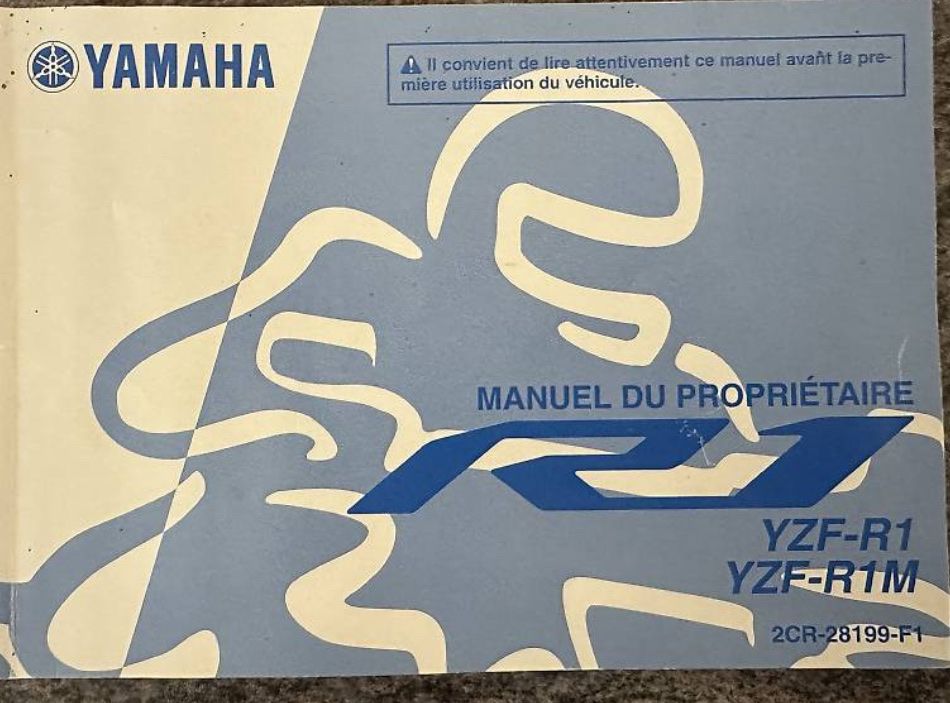 YAMAHA
Il convient de lire attentivement ce manuel avant la pre-
mière utilisation du véhicule.
MANUEL DU PROPRIÉTAIRE
R1
YZF-R1
YZF-R1M
2CR-28199-F1